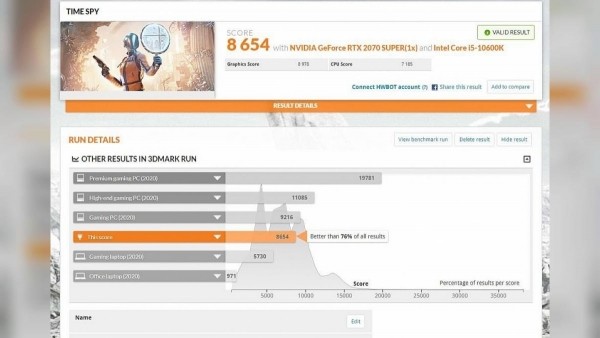 TIME SPY
SCORE
8 654 with NVIDIA GeForce RTX 2070 SUPER(1x) and Intel Core i5-10600K
VALID RESULT
Graphics Score 8 976 CPU Score 7 185
Connect HWBOT account (?) Share this result Add to compare
RESULT DETAILS
RUN DETAILS
View benchmark run Delete result Hide result
OTHER RESULTS IN 3DMARK RUN
Premium gaming PC (2020) 19781
High-end gaming PC (2020) 11085
Gaming PC (2020) 9216
This score 8654 Better than 76% of all results
Gaming laptop (2020) 5730
Office laptop (2020) 971
Score Percentage of results per score
5000 10000 15000 20000 25000 30000 35000
Name Edit